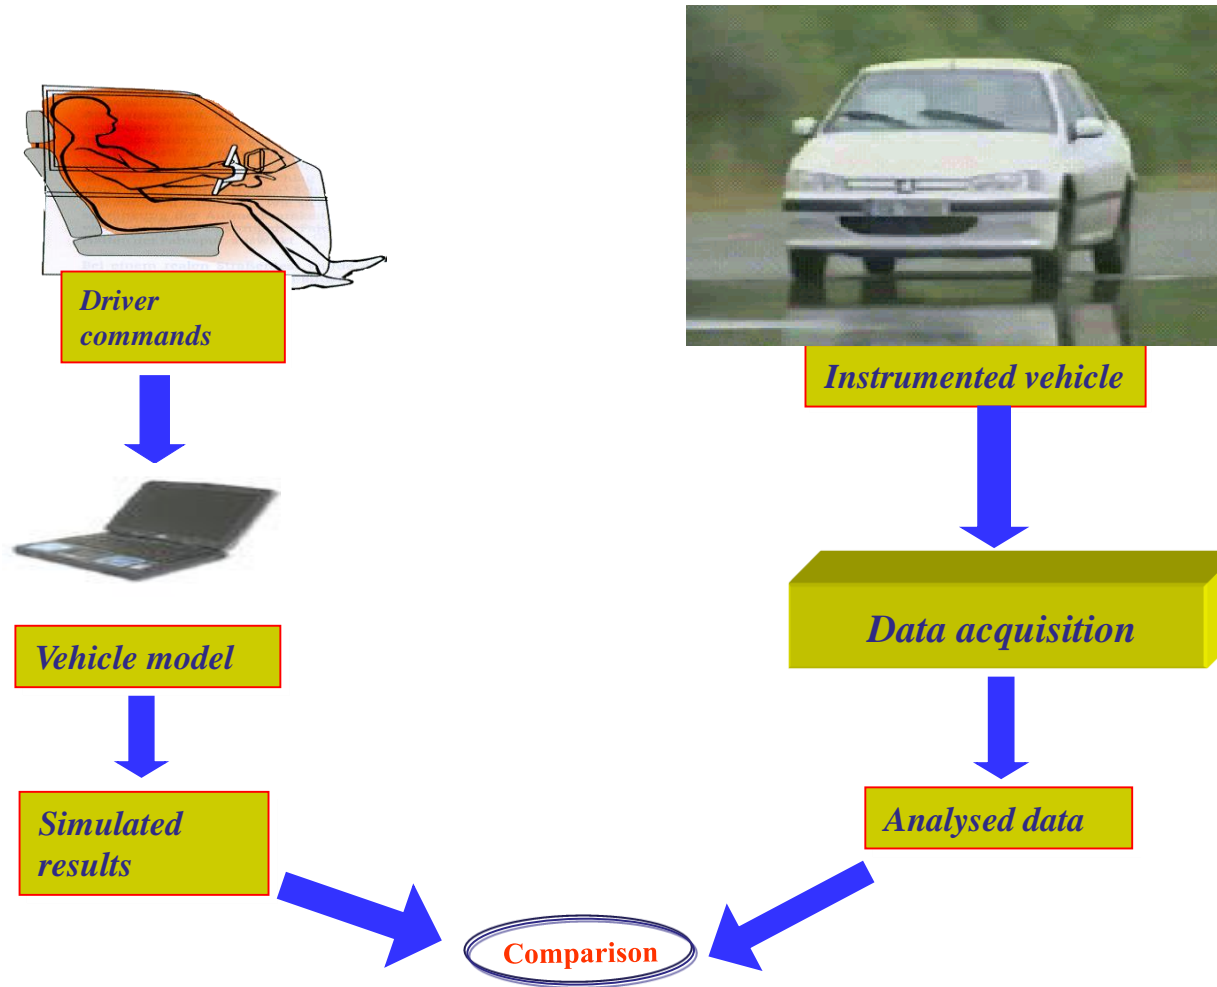 Driver
commands
Instrumented vehicle
Vehicle model
Data acquisition
Simulated
results
Analysed data
Comparison